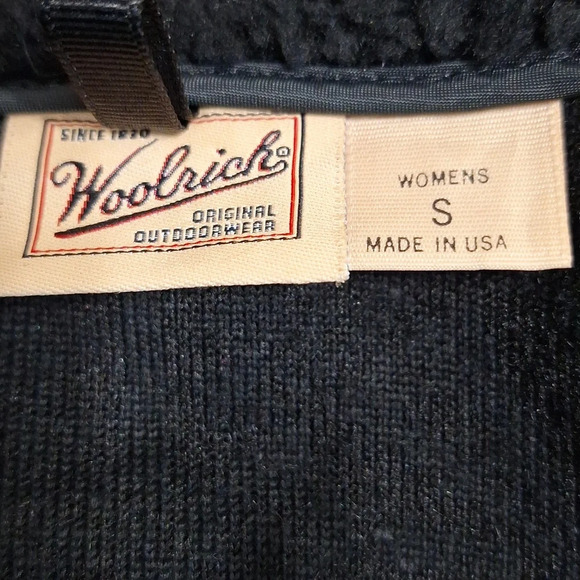 SINCE 1830
Woolrich®
ORIGINAL
OUTDOORWEAR
WOMENS
S
MADE IN USA